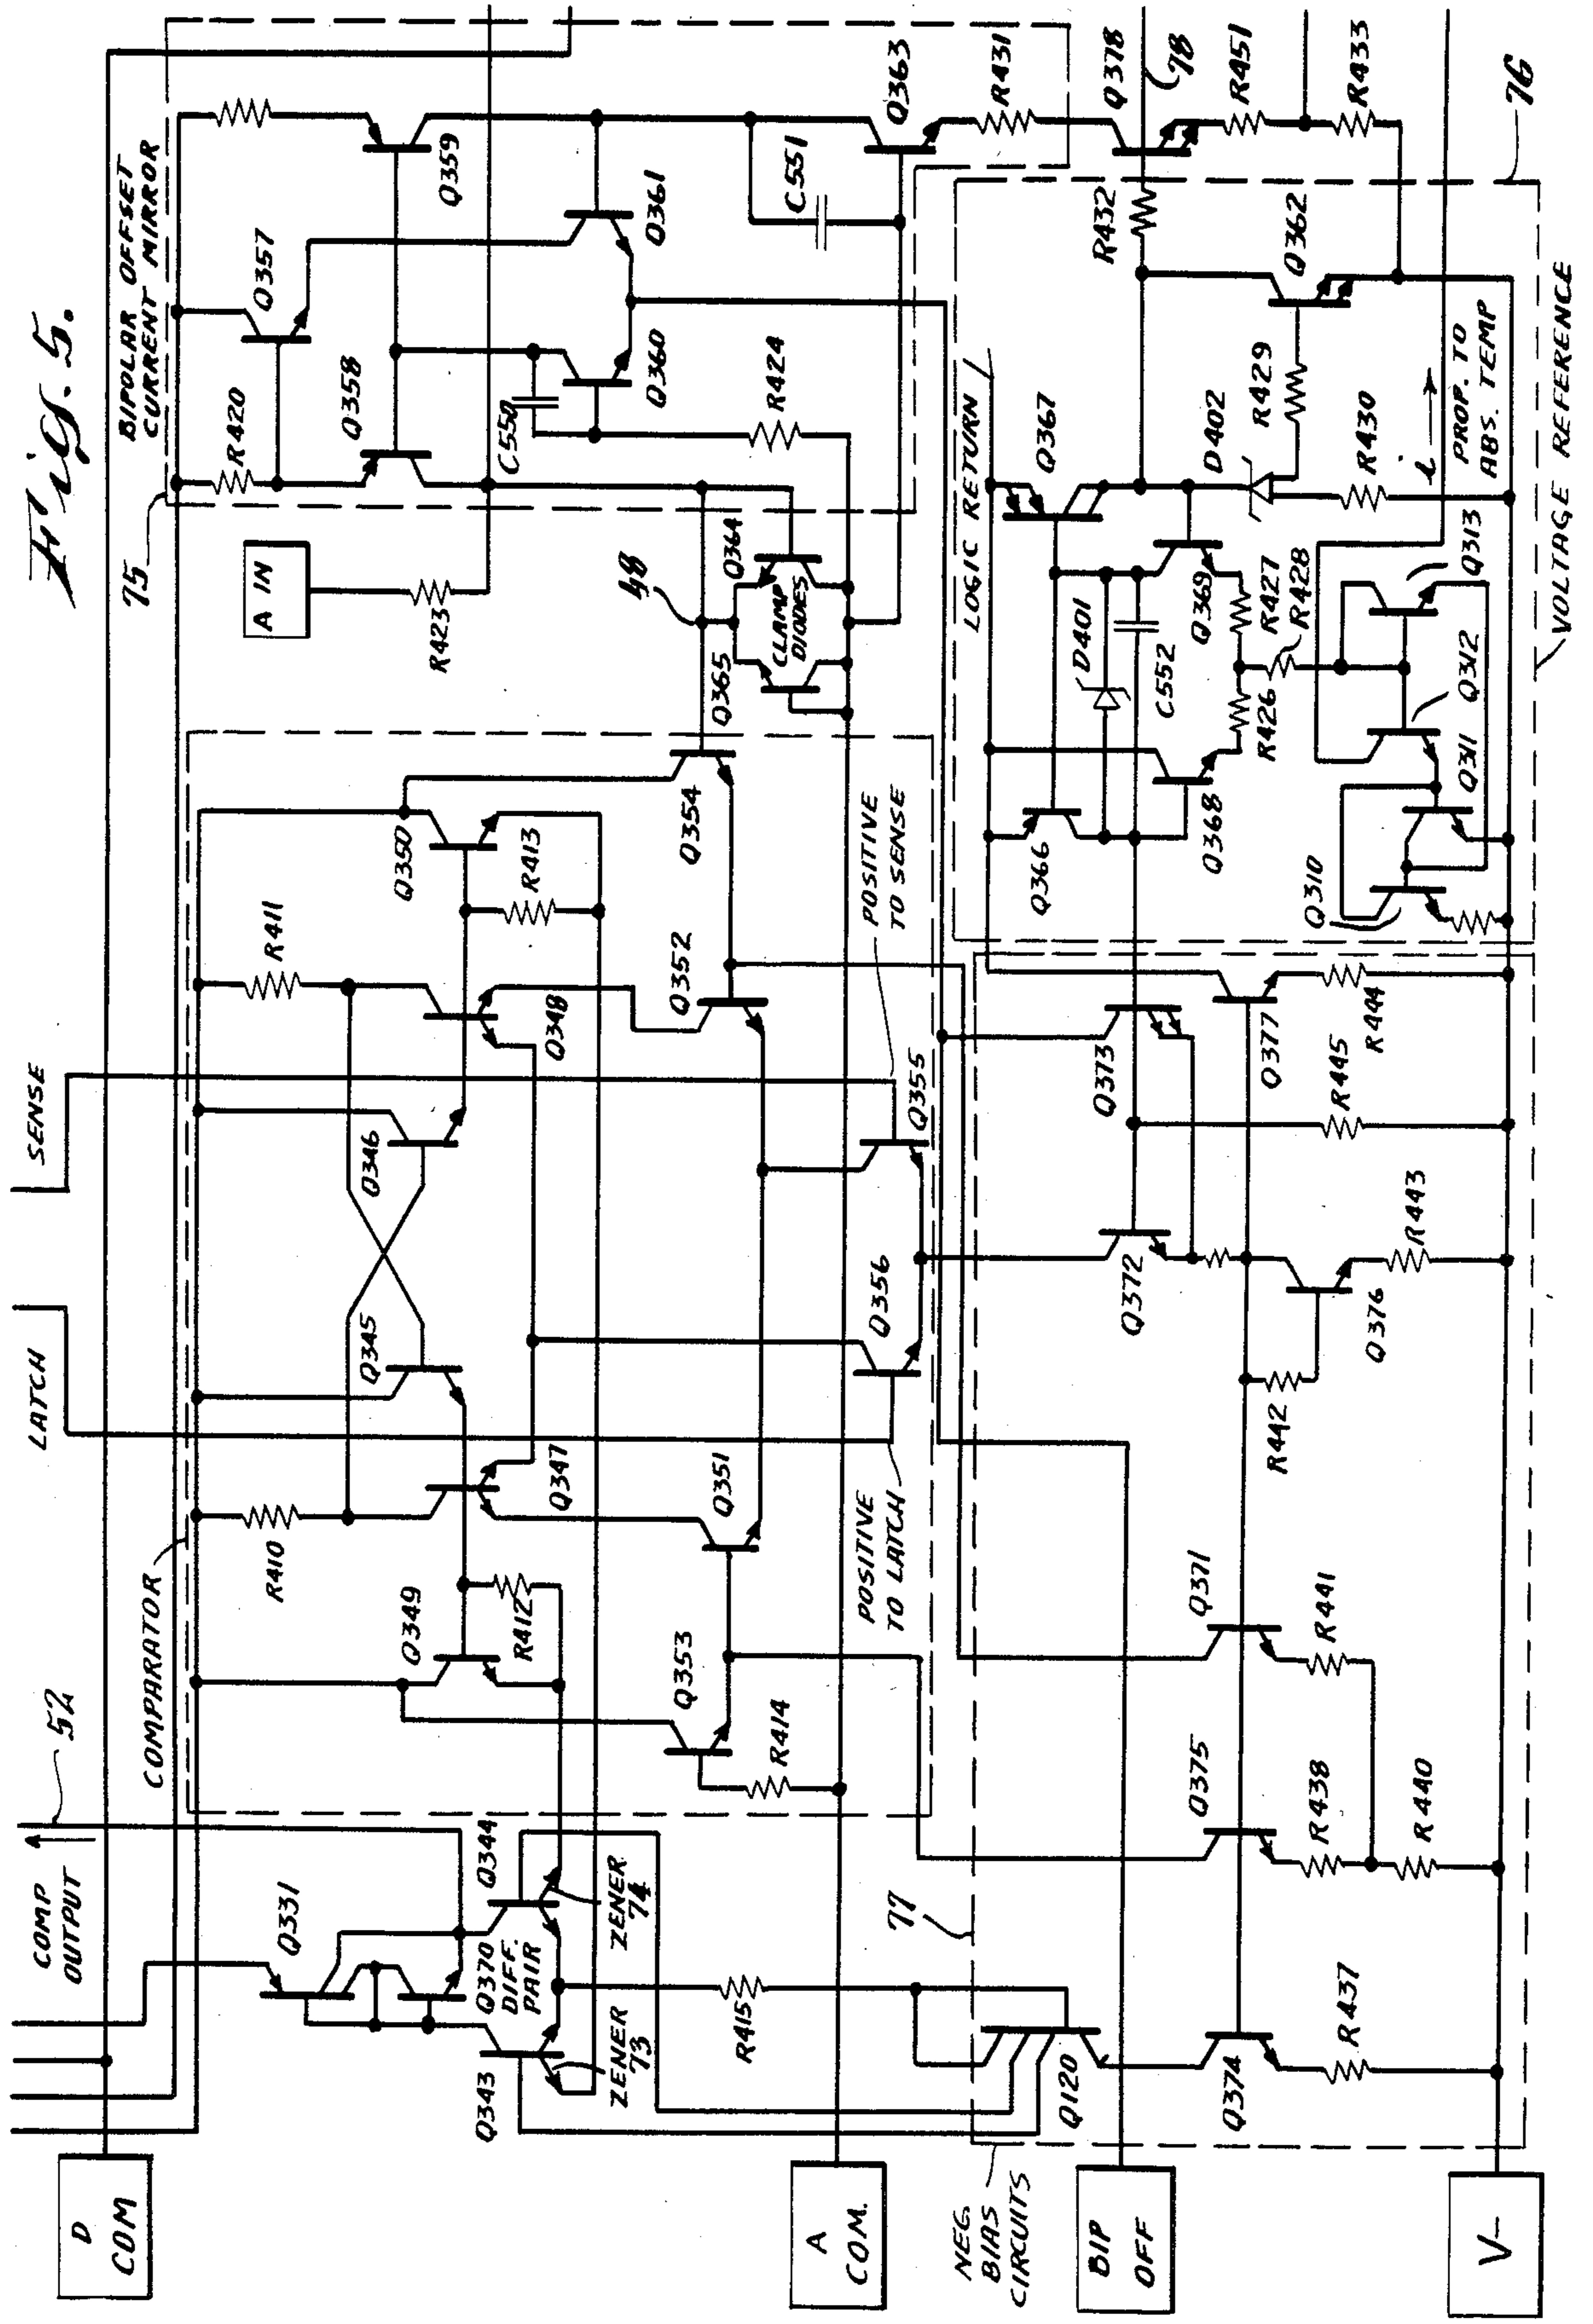 Fig. 5.
SENSE
LATCH
COMP
OUTPUT
52
75
BIPOLAR OFFSET
CURRENT MIRROR
COMPARATOR
D
COM
A IN
R423
R420
Q357
Q358
Q359
Q360
Q361
C550
C551
R424
Q363
R431
Q378
78
R451
R433
76
R411
R410
Q350
R413
Q346
Q345
Q348
Q347
Q349
R412
Q352
Q351
Q354
Q353
R414
Q355
Q356
POSITIVE
TO SENSE
POSITIVE
TO LATCH
48
Q364
Q365
CLAMP
DIODES
Q331
Q370
DIFF.
PAIR
Q344
Q343
ZENER
74
ZENER
73
R415
77
A
COM.
NEG.
BIAS
CIRCUITS
BIP
OFF
V-
Q120
Q374
R437
Q375
R438
R440
Q371
R441
R442
Q376
R443
Q372
Q373
R445
Q377
R444
LOGIC RETURN
Q367
Q366
D401
C552
Q369
Q368
R427
R428
R426
D402
R429
R430
R432
Q362
Q313
Q312
Q311
Q310
i
PROP. TO
ABS. TEMP
VOLTAGE REFERENCE